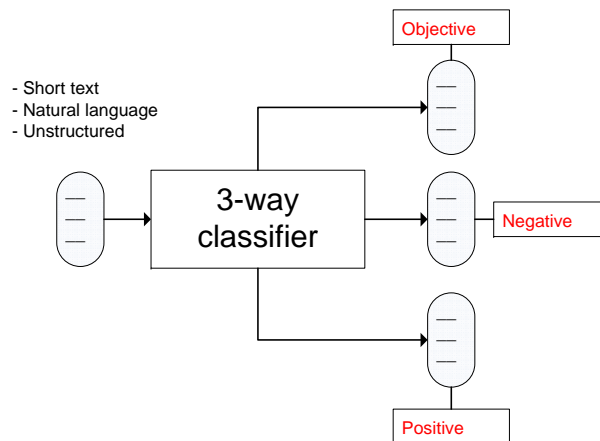 Objective
- Short text
- Natural language
- Unstructured
3-way
classifier
Negative
Positive